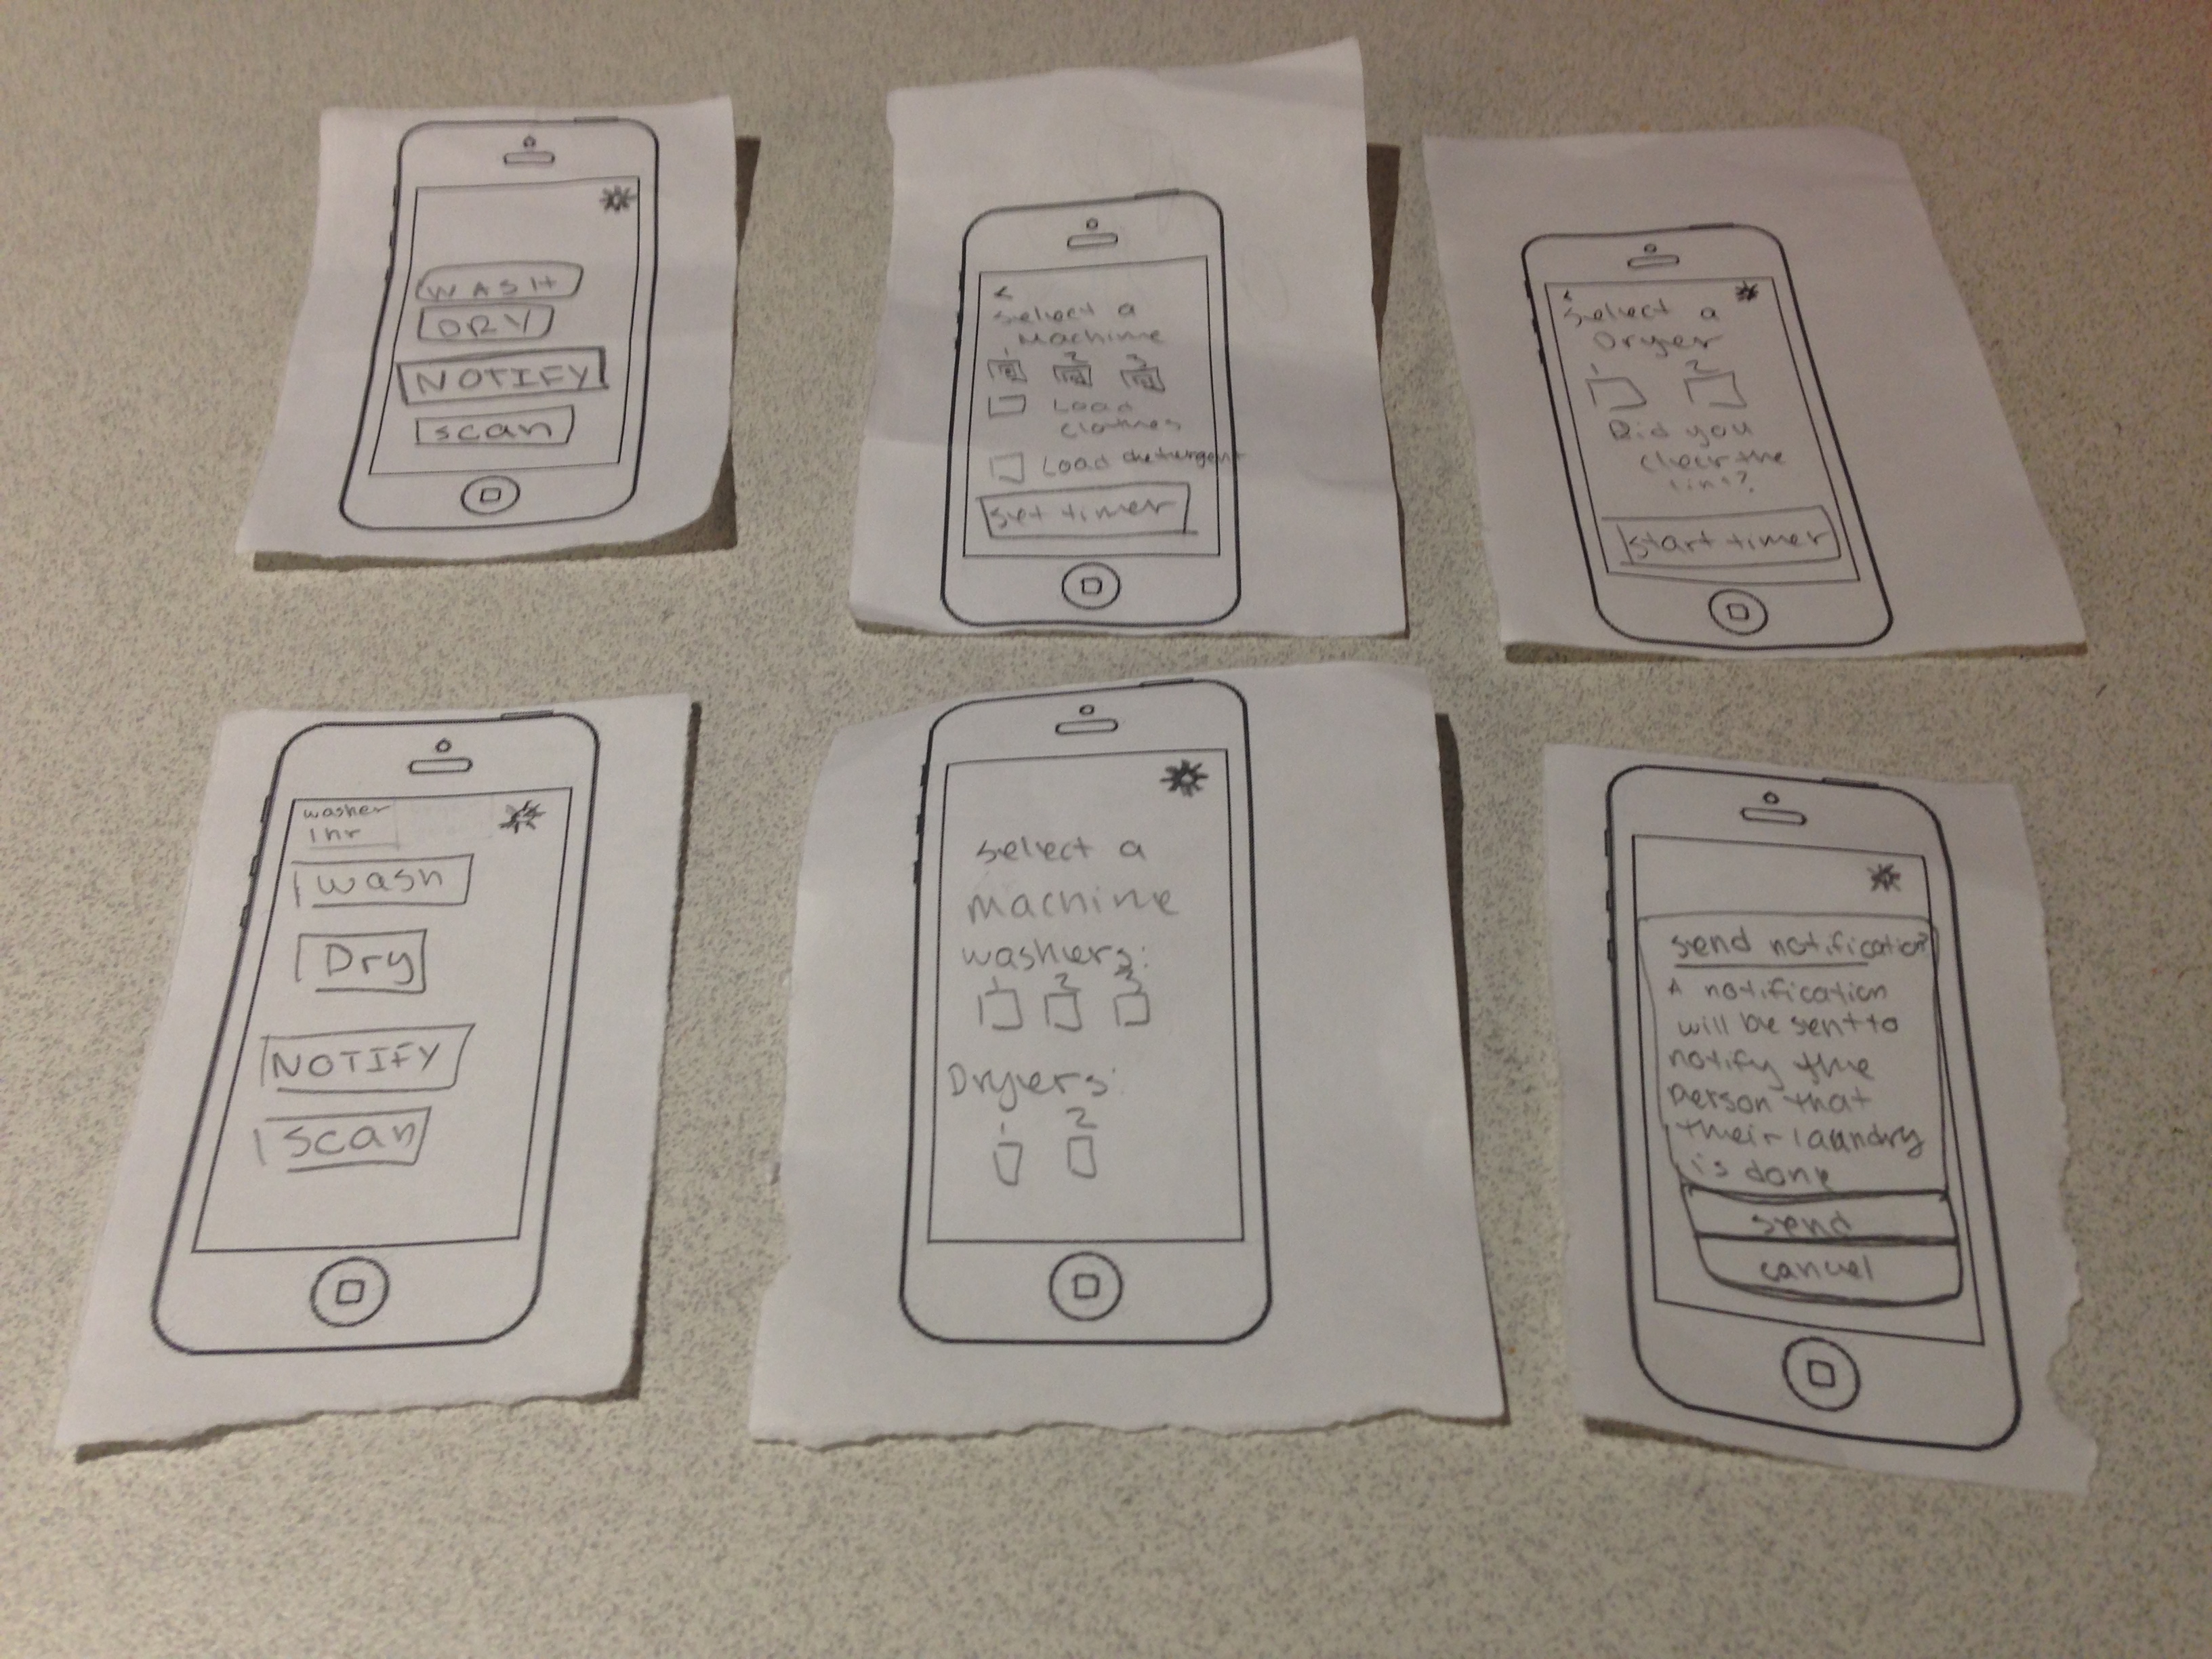 WASH
DRY
NOTIFY
scan
<
select a
Machine
1 2 3
Load
clothes
Load detergent
set timer
<
Select a
Dryer
1 2
Did you
clear the
lint?
start timer
washer
1 hr
wash
Dry
NOTIFY
scan
select a
Machine
washers:
1 2 3
Dryers:
1 2
send notification?
A notification
will be sent to
notify the
person that
their laundry
is done
send
cancel